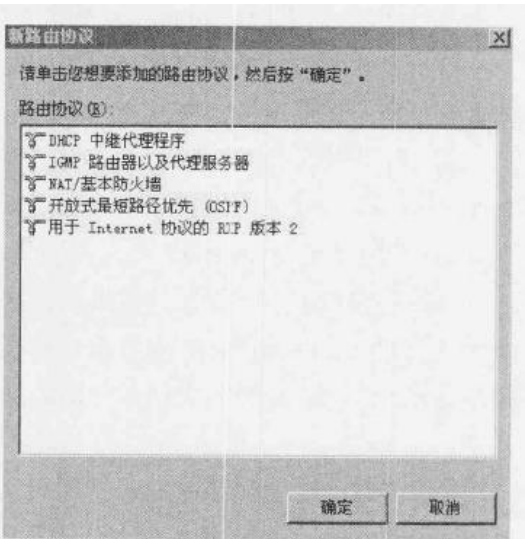 新路由协议
请单击您想要添加的路由协议，然后按“确定”。
路由协议(R):
DHCP 中继代理程序
IGMP 路由器以及代理服务器
NAT/基本防火墙
开放式最短路径优先 (OSPF)
用于 Internet 协议的 RIP 版本 2
确定
取消